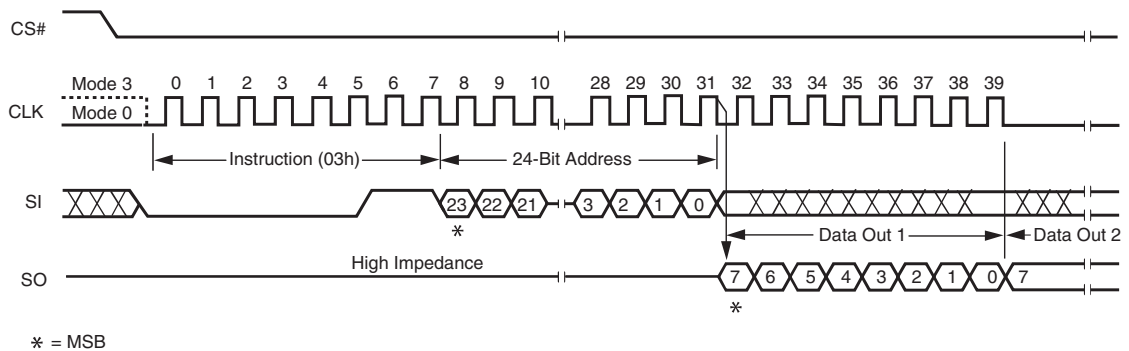 CS#
Mode 3 0 1 2 3 4 5 6 7 8 9 10 28 29 30 31 32 33 34 35 36 37 38 39
CLK Mode 0
Instruction (03h) 24-Bit Address
SI 23 22 21 3 2 1 0
* Data Out 1 Data Out 2
High Impedance
SO 7 6 5 4 3 2 1 0 7
*
* = MSB